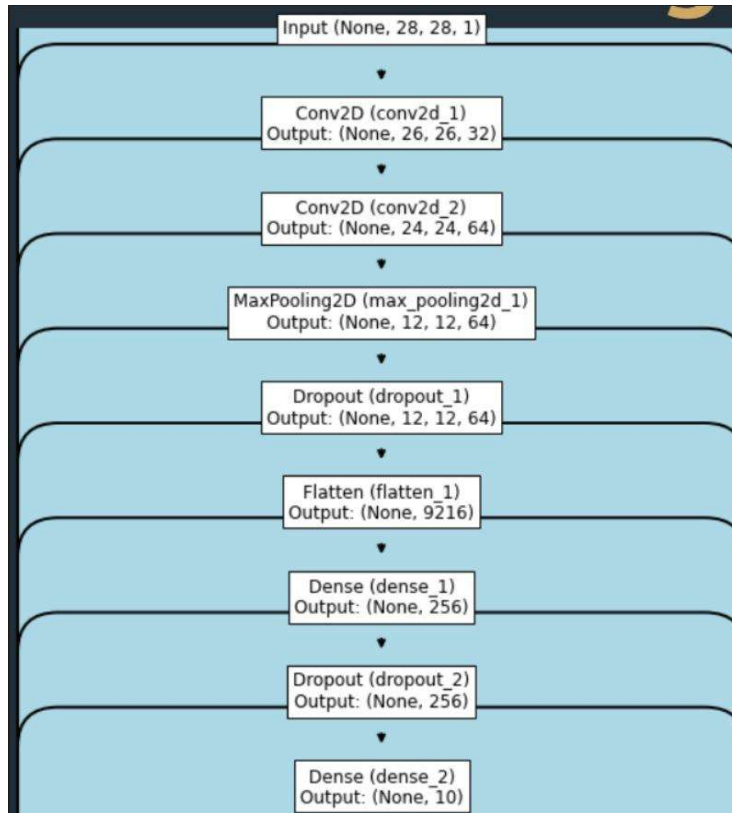 Input (None, 28, 28, 1)
Conv2D (conv2d_1)
Output: (None, 26, 26, 32)
Conv2D (conv2d_2)
Output: (None, 24, 24, 64)
MaxPooling2D (max_pooling2d_1)
Output: (None, 12, 12, 64)
Dropout (dropout_1)
Output: (None, 12, 12, 64)
Flatten (flatten_1)
Output: (None, 9216)
Dense (dense_1)
Output: (None, 256)
Dropout (dropout_2)
Output: (None, 256)
Dense (dense_2)
Output: (None, 10)